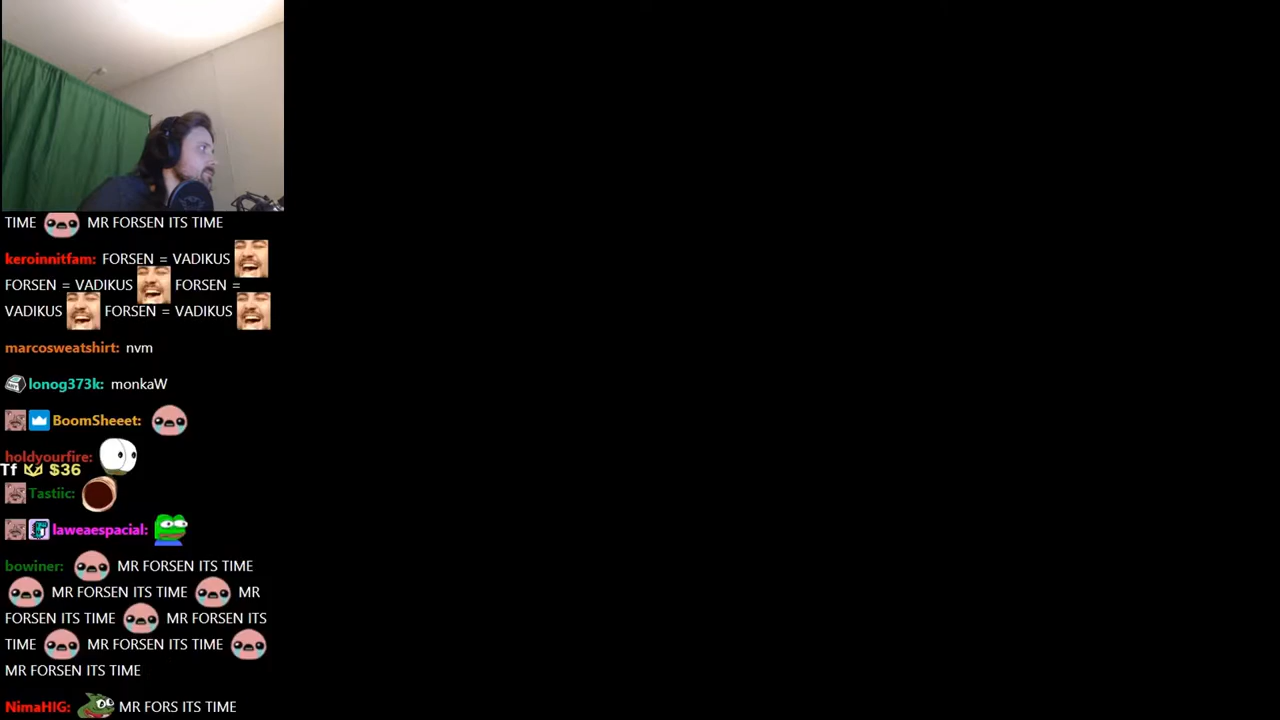 TIME MR FORSEN ITS TIME
keroinnitfam: FORSEN = VADIKUS
FORSEN = VADIKUS FORSEN =
VADIKUS FORSEN = VADIKUS
marcosweatshirt: nvm
lonog373k: monkaW
BoomSheeet:
holdyourfire:
Tf $36
Tastiic:
laweaespacial:
bowiner: MR FORSEN ITS TIME
MR FORSEN ITS TIME MR
FORSEN ITS TIME MR FORSEN ITS
TIME MR FORSEN ITS TIME
MR FORSEN ITS TIME
NimaHIG: MR FORS ITS TIME